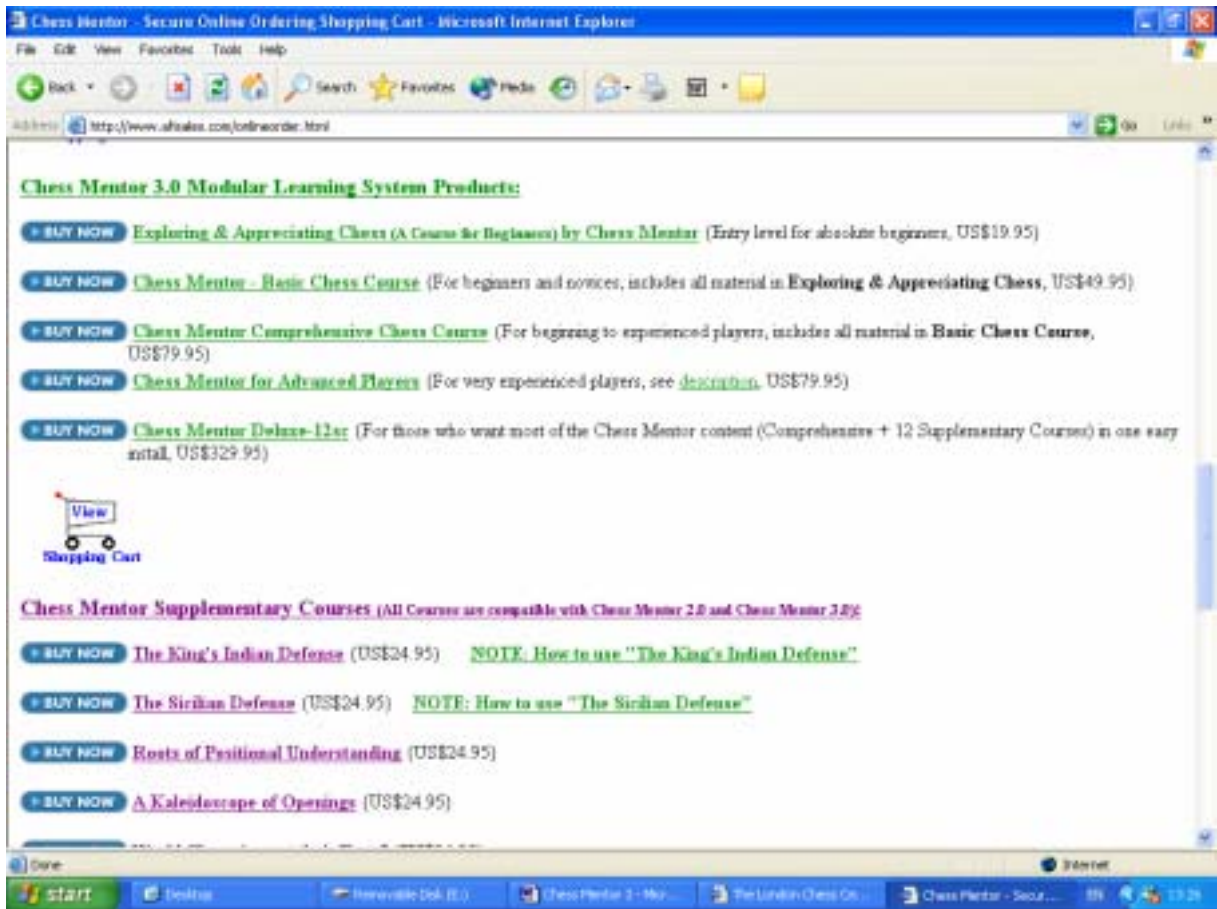 Chess Mentor - Secure Online Ordering Shopping Cart - Microsoft Internet Explorer
File Edit View Favorites Tools Help
Back Search Favorites Media
Address http://www. .com/onlineorder.html Go Links »
Chess Mentor 3.0 Modular Learning System Products:
BUY NOW Exploring & Appreciating Chess (A Course for Beginners) by Chess Mentor (Entry level for absolute beginners, US$19.95)
BUY NOW Chess Mentor - Basic Chess Course (For beginners and novices, includes all material in Exploring & Appreciating Chess, US$49.95)
BUY NOW Chess Mentor Comprehensive Chess Course (For beginning to experienced players, includes all material in Basic Chess Course,
US$79.95)
BUY NOW Chess Mentor for Advanced Players (For very experienced players, see description, US$79.95)
BUY NOW Chess Mentor Deluxe-12sr (For those who want most of the Chess Mentor content (Comprehensive + 12 Supplementary Courses) in one easy
install, US$329.95)
View
Shopping Cart
Chess Mentor Supplementary Courses (All Courses are compatible with Chess Mentor 2.0 and Chess Mentor 3.0):
BUY NOW The King's Indian Defense (US$24.95) NOTE: How to use "The King's Indian Defense"
BUY NOW The Sicilian Defense (US$24.95) NOTE: How to use "The Sicilian Defense"
BUY NOW Roots of Positional Understanding (US$24.95)
BUY NOW A Kaleidoscope of Openings (US$24.95)
Done Internet
start Desktop Removable Disk (E:) Chess Mentor 3 - Mic... The London Chess Ce... Chess Mentor - Secur... EN 13:26